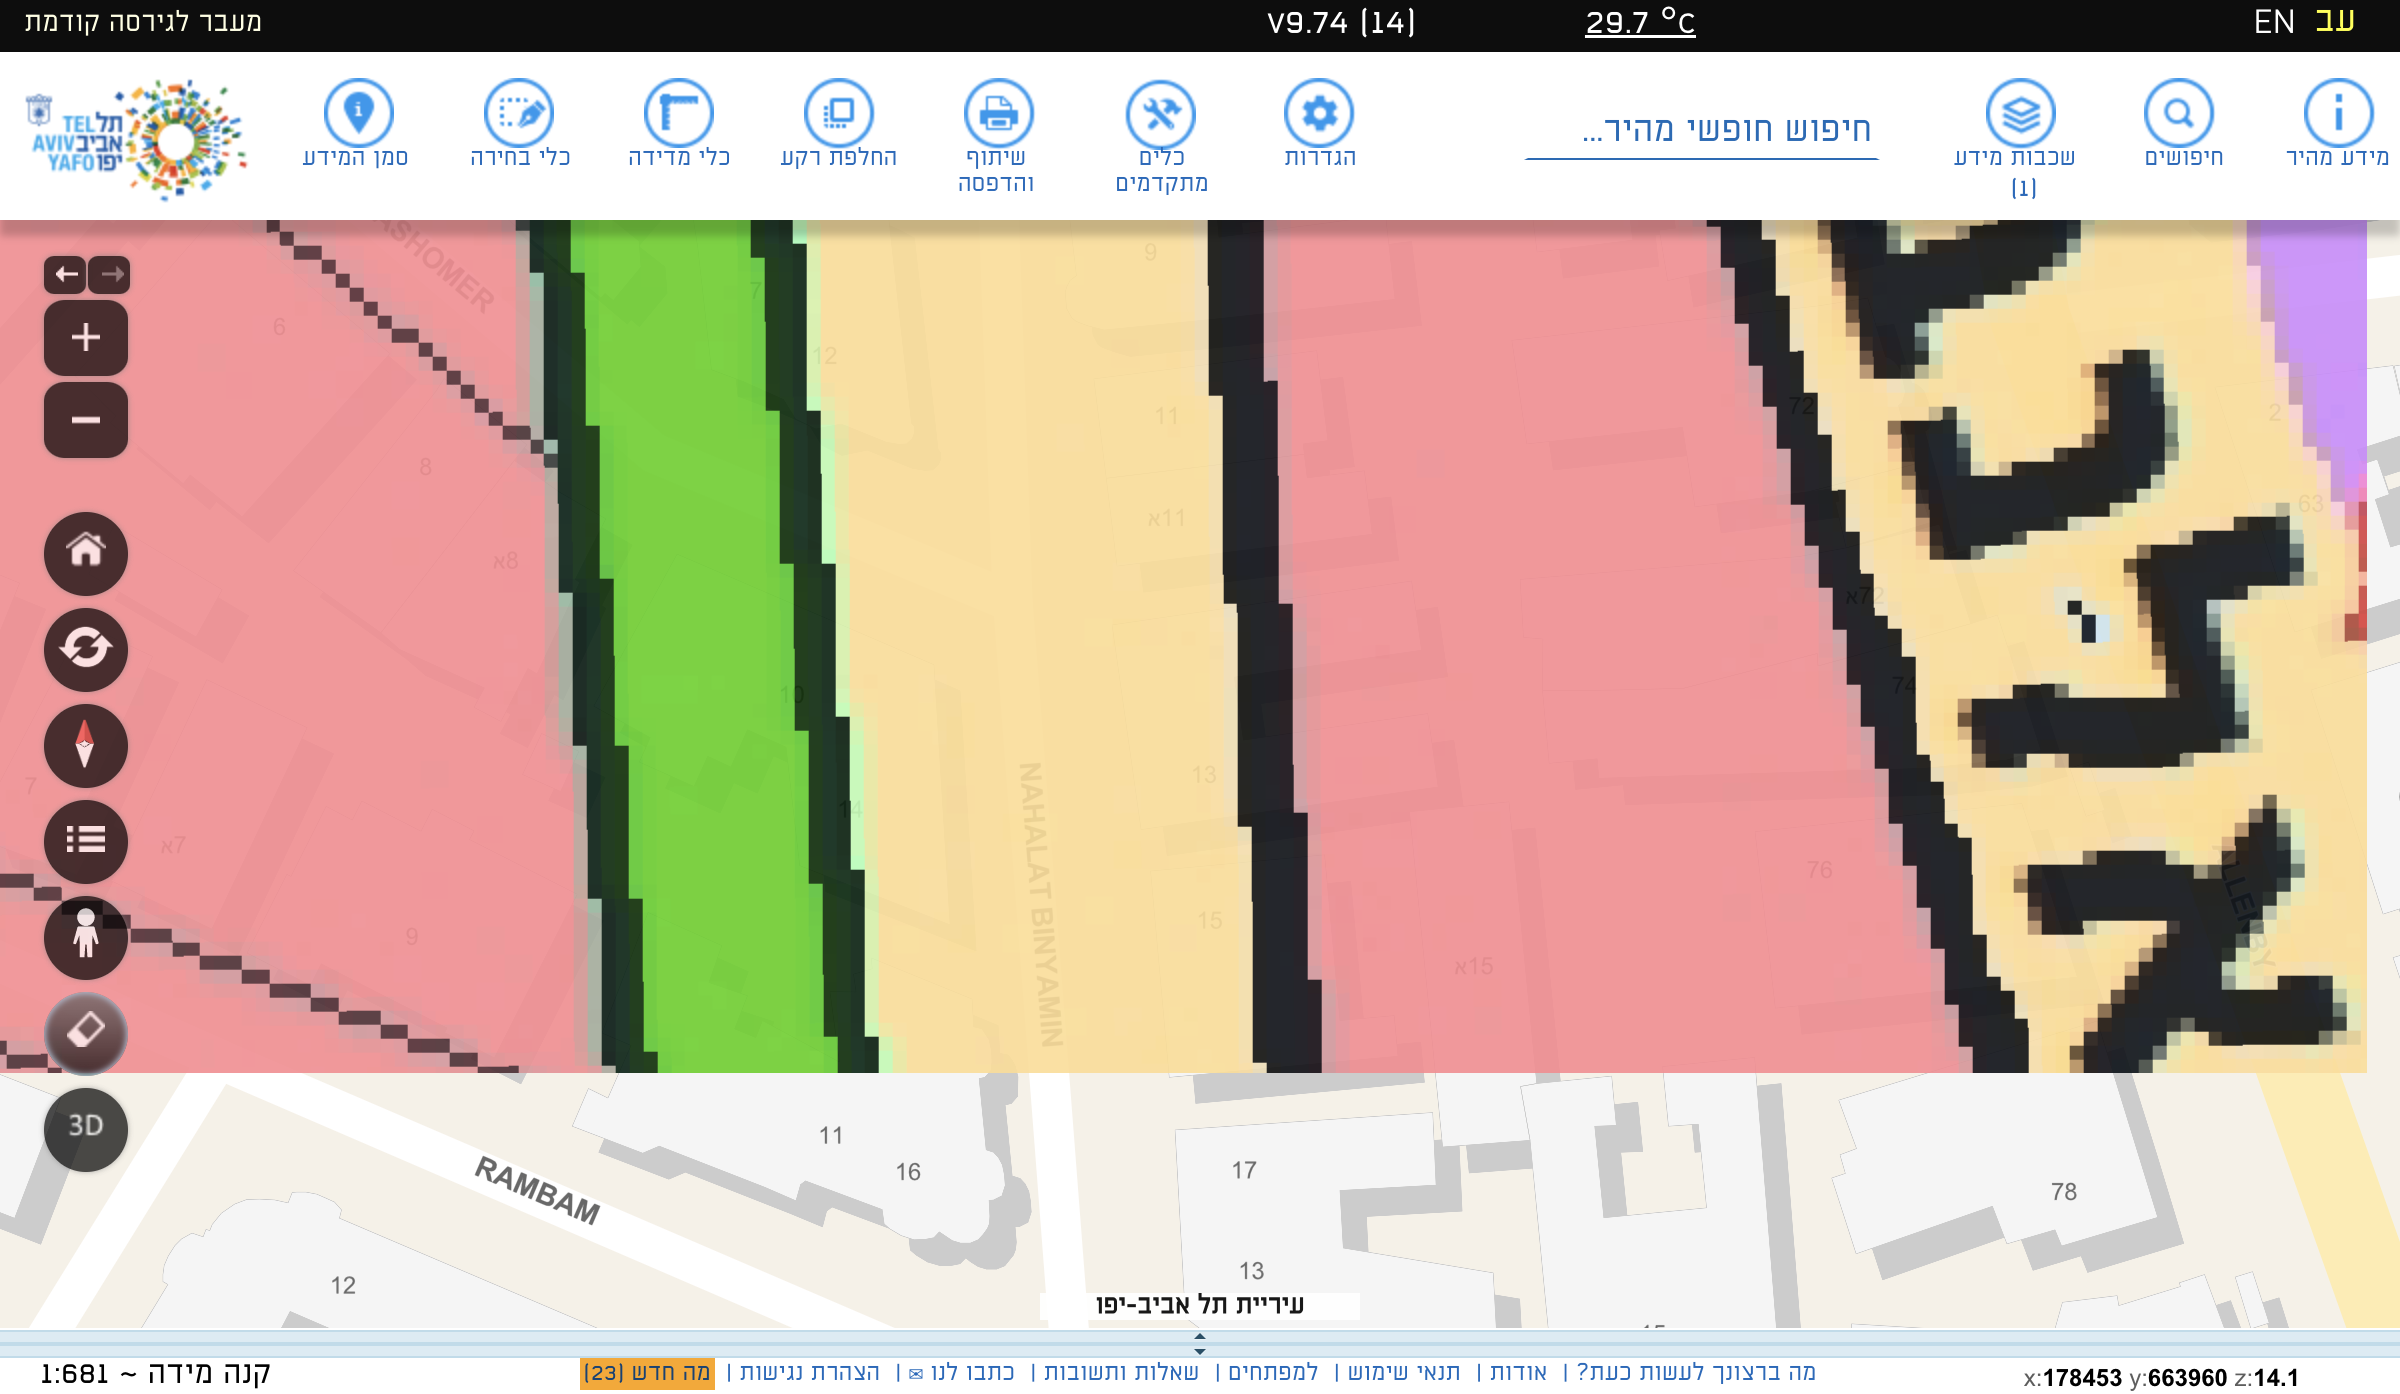 עב EN
29.7 °C
V9.74 (14)
מעבר לגירסה קודמת
מידע מהיר
חיפושים
שכבות מידע
(1)
חיפוש חופשי מהיר...
הגדרות
כלים
מתקדמים
שיתוף
והדפסה
החלפת רקע
כלי מדידה
כלי בחירה
סמן המידע
תל אביב יפו
TEL AVIV YAFO
ASHOMER
9
7
6
12
72
11
2
8
63
11א
8א
72א
74
10
13
7
14
7א
76
NAHALAT BINYAMIN
ALLENBY
15
9
15א
3D
11
16
RAMBAM
17
78
13
12
עיריית תל אביב-יפו
קנה מידה ~ 1:681
מה ברצונך לעשות כעת? | אודות | תנאי שימוש | למפתחים | שאלות ותשובות | כתבו לנו ✉ | הצהרת נגישות | מה חדש (23)
x:178453 y:663960 z:14.1